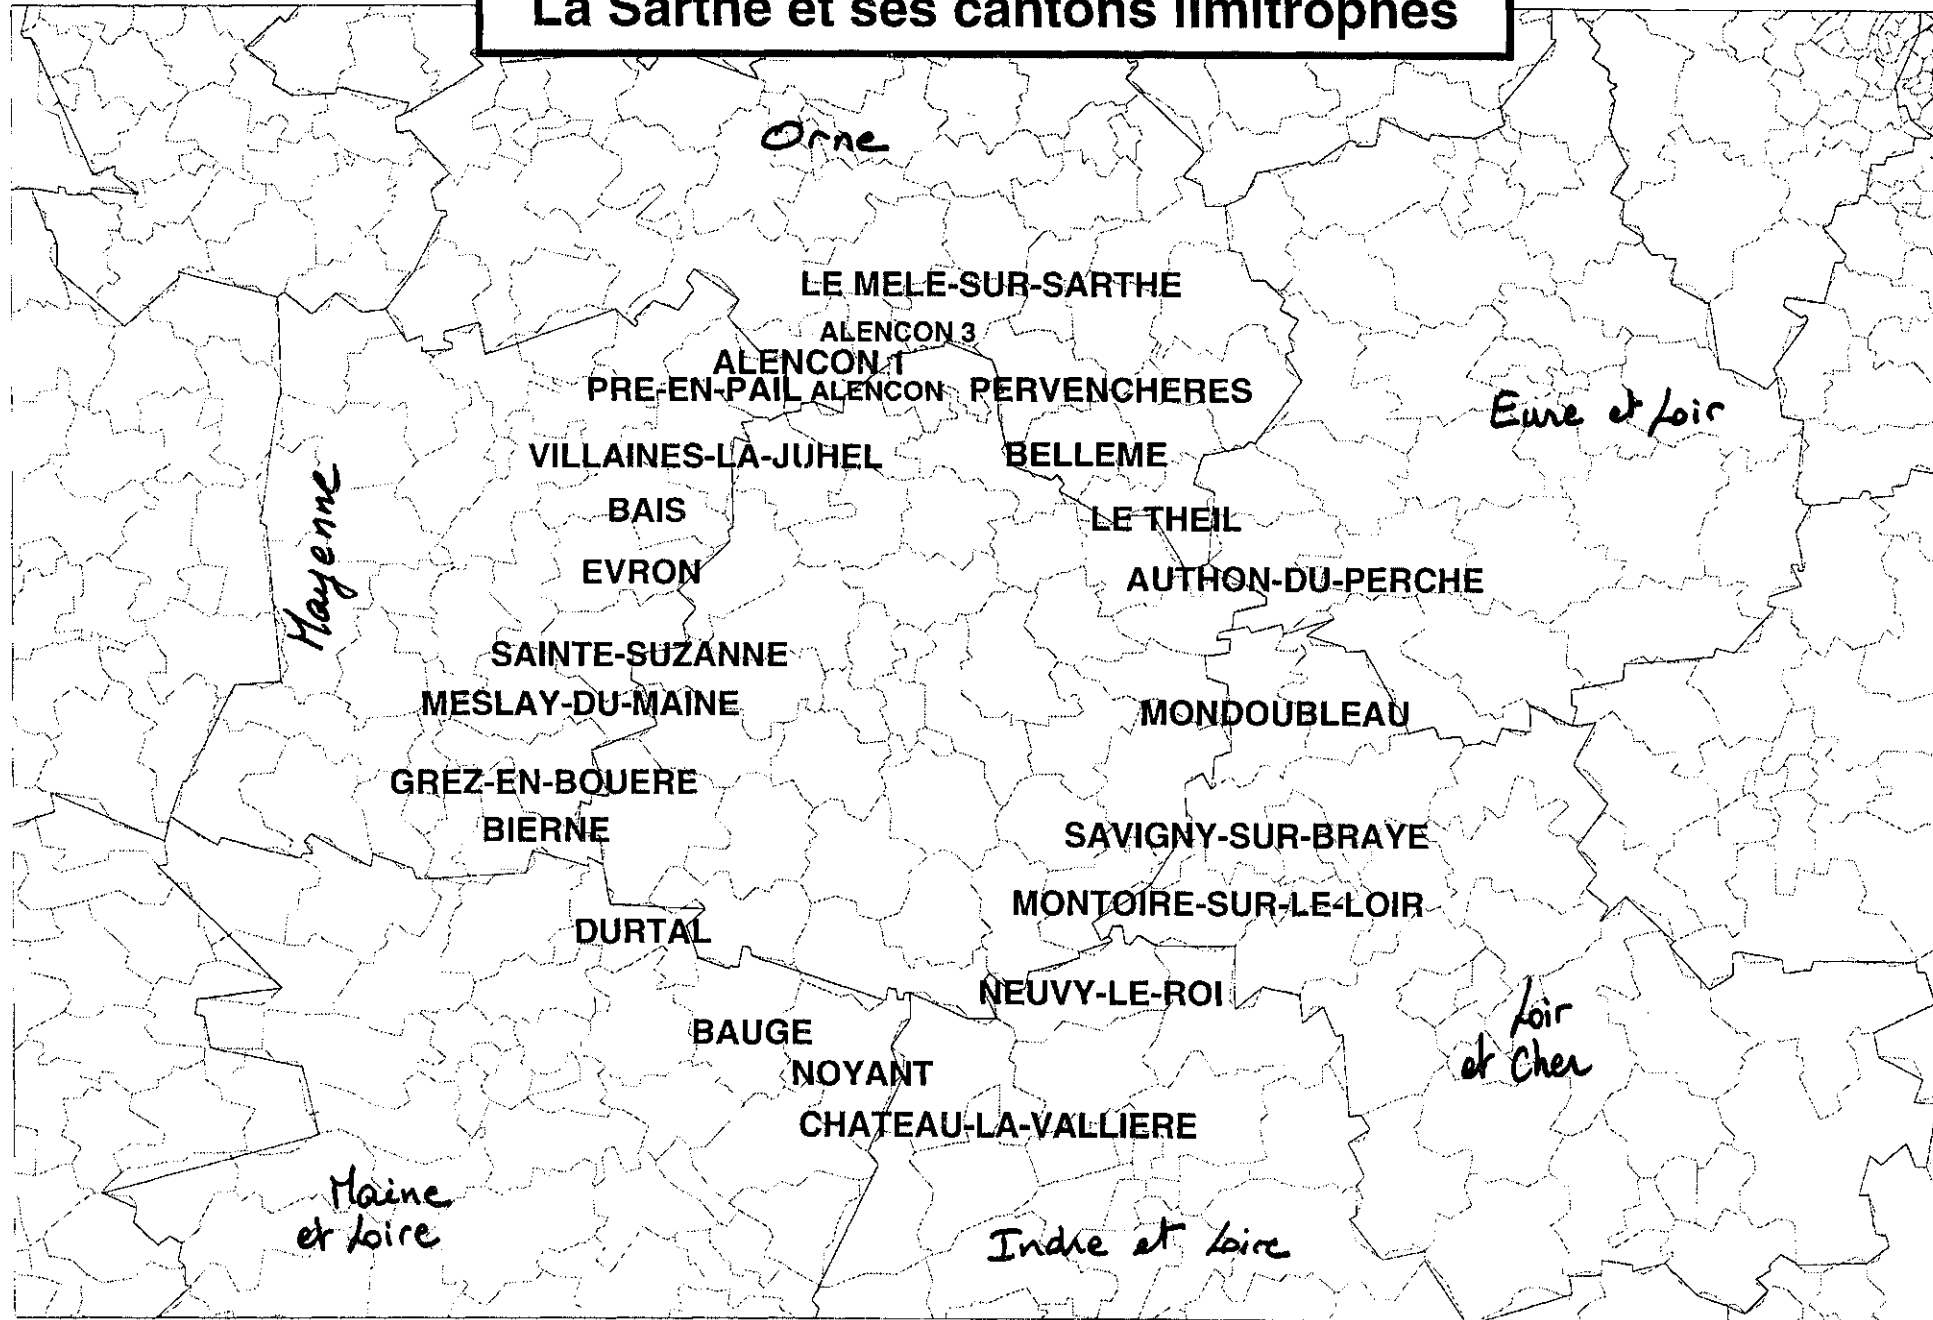 La Sarthe et ses cantons limitrophes
Orne
LE MELE-SUR-SARTHE
ALENCON 3
ALENCON 1
PRE-EN-PAIL ALENCON PERVENCHERES
Eure et Loir
VILLAINES-LA-JUHEL
BELLEME
Mayenne
BAIS
LE THEIL
EVRON
AUTHON-DU-PERCHE
SAINTE-SUZANNE
MESLAY-DU-MAINE
MONDOUBLEAU
GREZ-EN-BOUERE
BIERNE
SAVIGNY-SUR-BRAYE
MONTOIRE-SUR-LE-LOIR
DURTAL
NEUVY-LE-ROI
Loir
et Cher
BAUGE
NOYANT
CHATEAU-LA-VALLIERE
Maine
et Loire
Indre et Loire